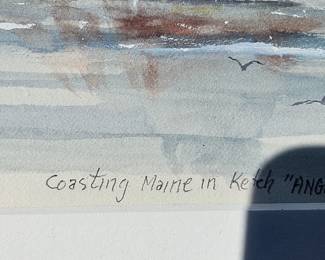 Coasting Maine in Ketch "ANG